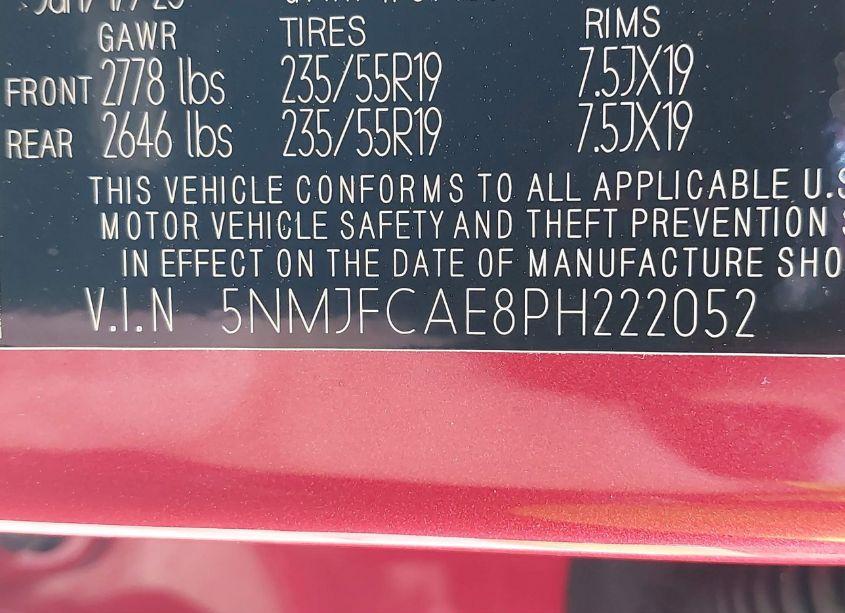 GAWR TIRES RIMS
FRONT 2778 lbs 235/55R19 7.5JX19
REAR 2646 lbs 235/55R19 7.5JX19
THIS VEHICLE CONFORMS TO ALL APPLICABLE U.S
MOTOR VEHICLE SAFETY AND THEFT PREVENTION S
IN EFFECT ON THE DATE OF MANUFACTURE SHO
V.I.N 5NMJFCAE8PH222052